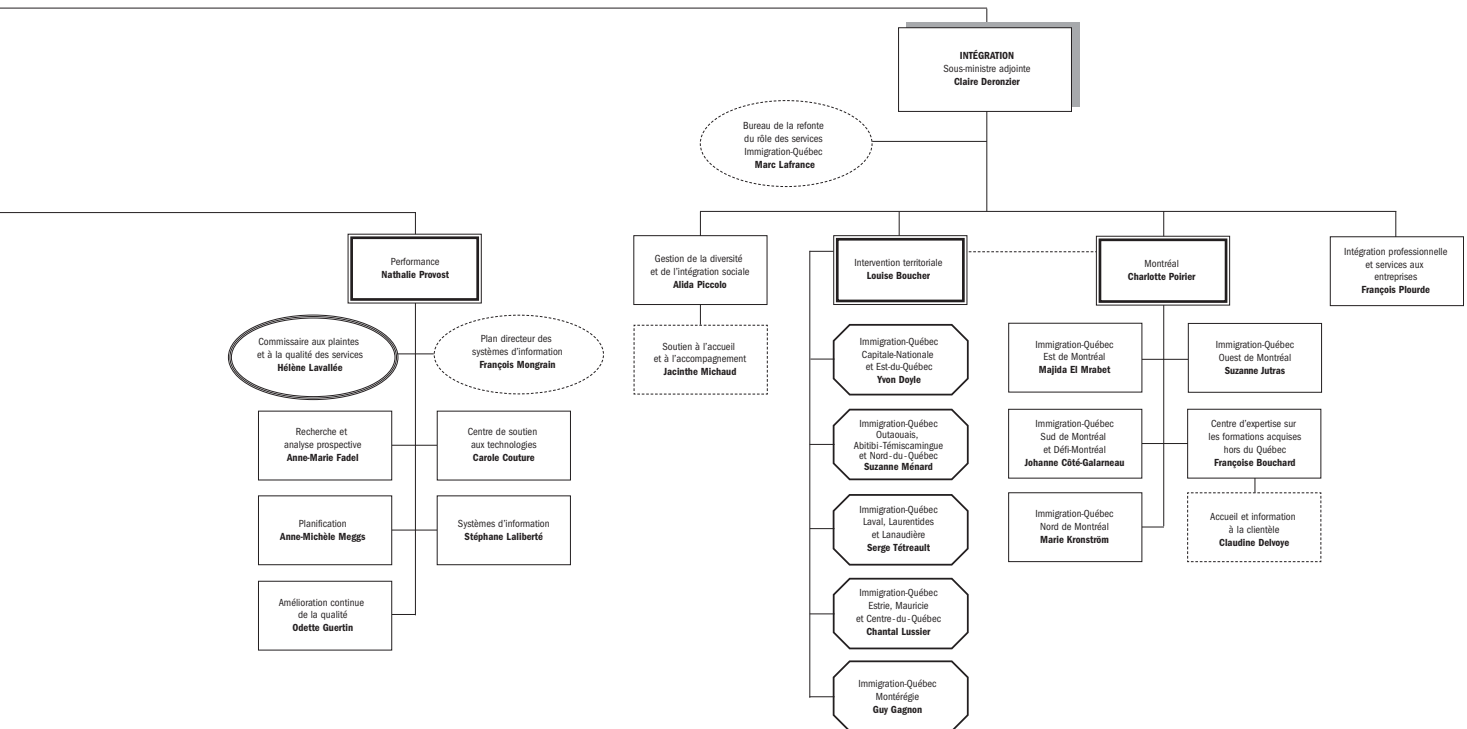 INTÉGRATION
Sous-ministre adjointe
Claire Deronzier
Bureau de la refonte
du rôle des services
Immigration-Québec
Marc Lafrance
Performance
Nathalie Provost
Commissaire aux plaintes
et à la qualité des services
Hélène Lavallée
Plan directeur des
systèmes d'information
François Mongrain
Recherche et
analyse prospective
Anne-Marie Fadel
Centre de soutien
aux technologies
Carole Couture
Planification
Anne-Michèle Meggs
Systèmes d'information
Stéphane Laliberté
Amélioration continue
de la qualité
Odette Guertin
Gestion de la diversité
et de l'intégration sociale
Alida Piccolo
Soutien à l'accueil
et à l'accompagnement
Jacinthe Michaud
Intervention territoriale
Louise Boucher
Immigration-Québec
Capitale-Nationale
et Est-du-Québec
Yvon Doyle
Immigration-Québec
Outaouais,
Abitibi-Témiscamingue
et Nord-du-Québec
Suzanne Ménard
Immigration-Québec
Laval, Laurentides
et Lanaudière
Serge Tétreault
Immigration-Québec
Estrie, Mauricie
et Centre-du-Québec
Chantal Lussier
Immigration-Québec
Montérégie
Guy Gagnon
Montréal
Charlotte Poirier
Immigration-Québec
Est de Montréal
Majida El Mrabet
Immigration-Québec
Ouest de Montréal
Suzanne Jutras
Immigration-Québec
Sud de Montréal
et Défi-Montréal
Johanne Côté-Galarneau
Centre d'expertise sur
les formations acquises
hors du Québec
Françoise Bouchard
Immigration-Québec
Nord de Montréal
Marie Kronström
Accueil et information
à la clientèle
Claudine Delvoye
Intégration professionnelle
et services aux
entreprises
François Plourde